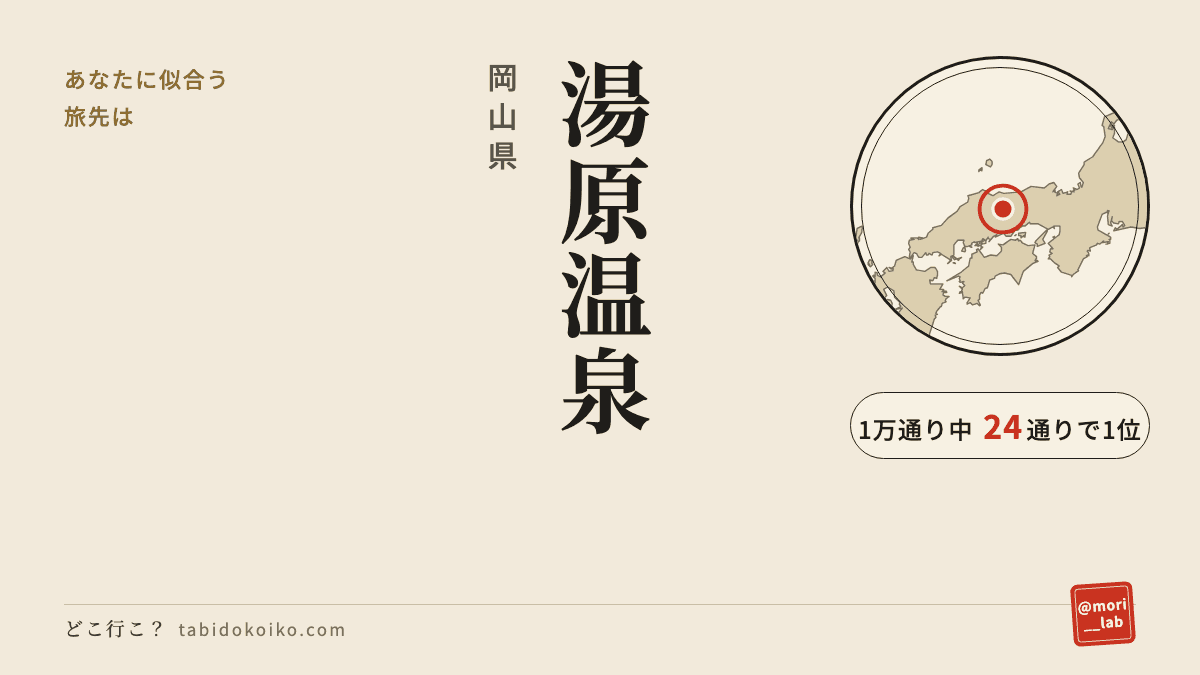 あなたに似合う
旅先は
湯原温泉
岡山県
1万通り中 24通りで1位
どこ行こ? tabidokoiko.com
@mori
__lab